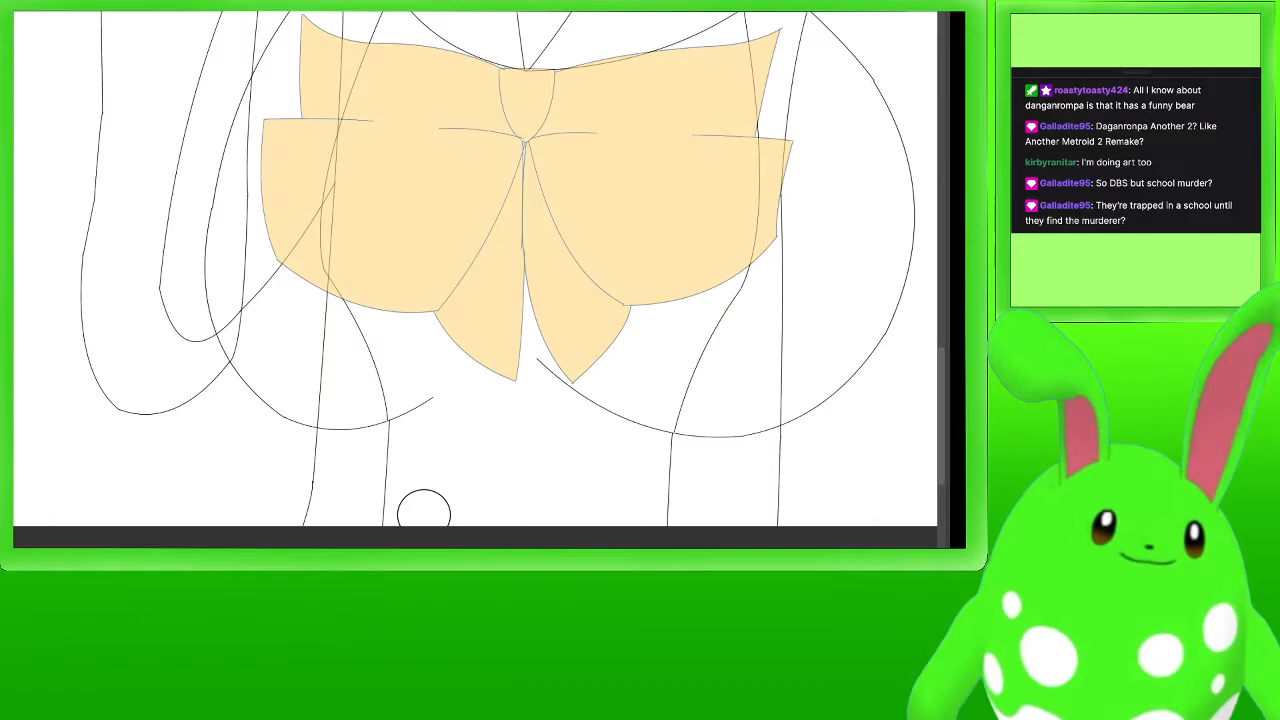 roastytoasty424: All I know about
danganrompa is that it has a funny bear
Galladite95: Daganronpa Another 2? Like
Another Metroid 2 Remake?
kirbyranitar: I'm doing art too
Galladite95: So DBS but school murder?
Galladite95: They're trapped in a school until
they find the murderer?